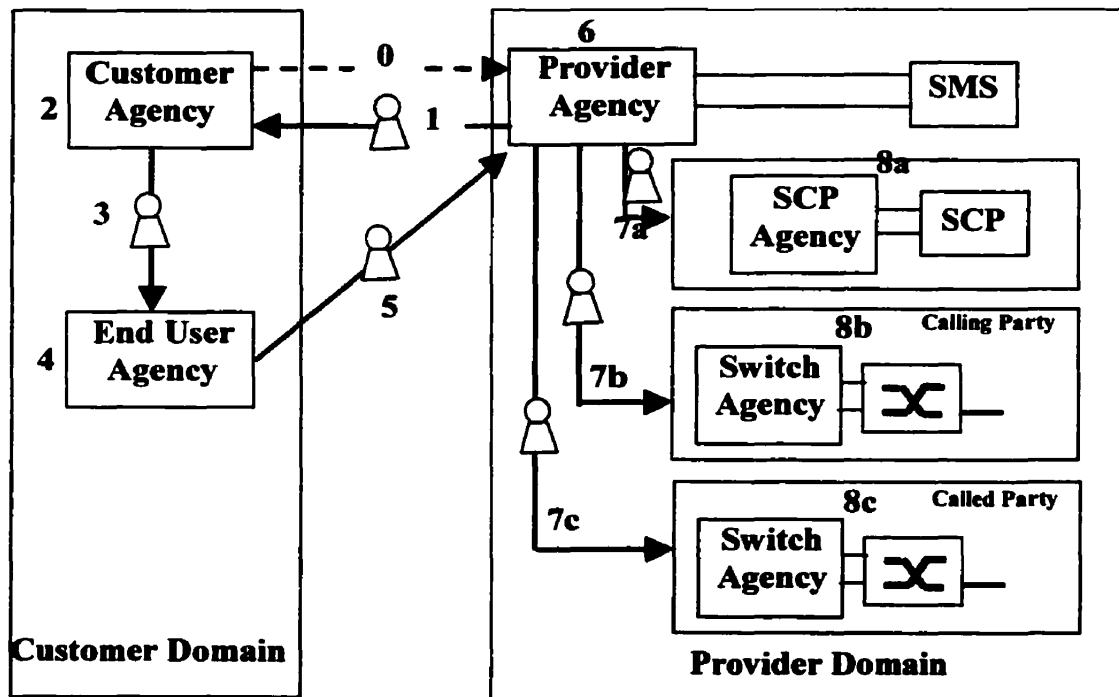 6
0
Customer
Agency
2
1
Provider
Agency
SMS
3
5
End User
Agency
4
7a
8a
SCP
Agency
SCP
7b
8b
Calling Party
Switch
Agency
7c
8c
Called Party
Switch
Agency
Customer Domain
Provider Domain